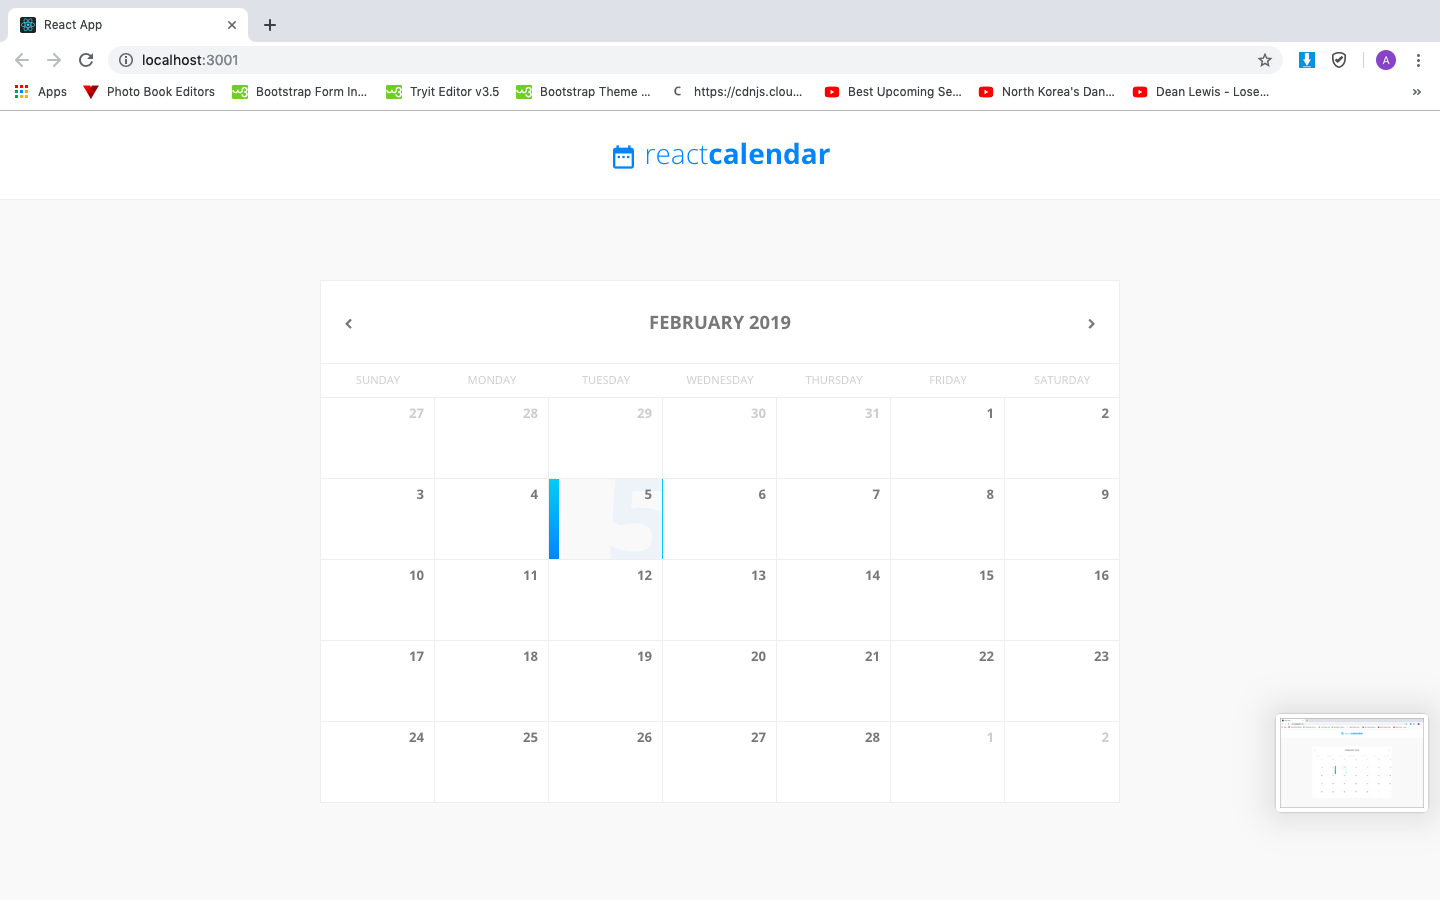 React App
localhost:3001
A
Apps Photo Book Editors Bootstrap Form In... Tryit Editor v3.5 Bootstrap Theme ... C https://cdnjs.clou... Best Upcoming Se... North Korea's Dan... Dean Lewis - Lose... »
reactcalendar
FEBRUARY 2019
SUNDAY MONDAY TUESDAY WEDNESDAY THURSDAY FRIDAY SATURDAY
27 28 29 30 31 1 2
3 4 5 5 6 7 8 9
10 11 12 13 14 15 16
17 18 19 20 21 22 23
24 25 26 27 28 1 2